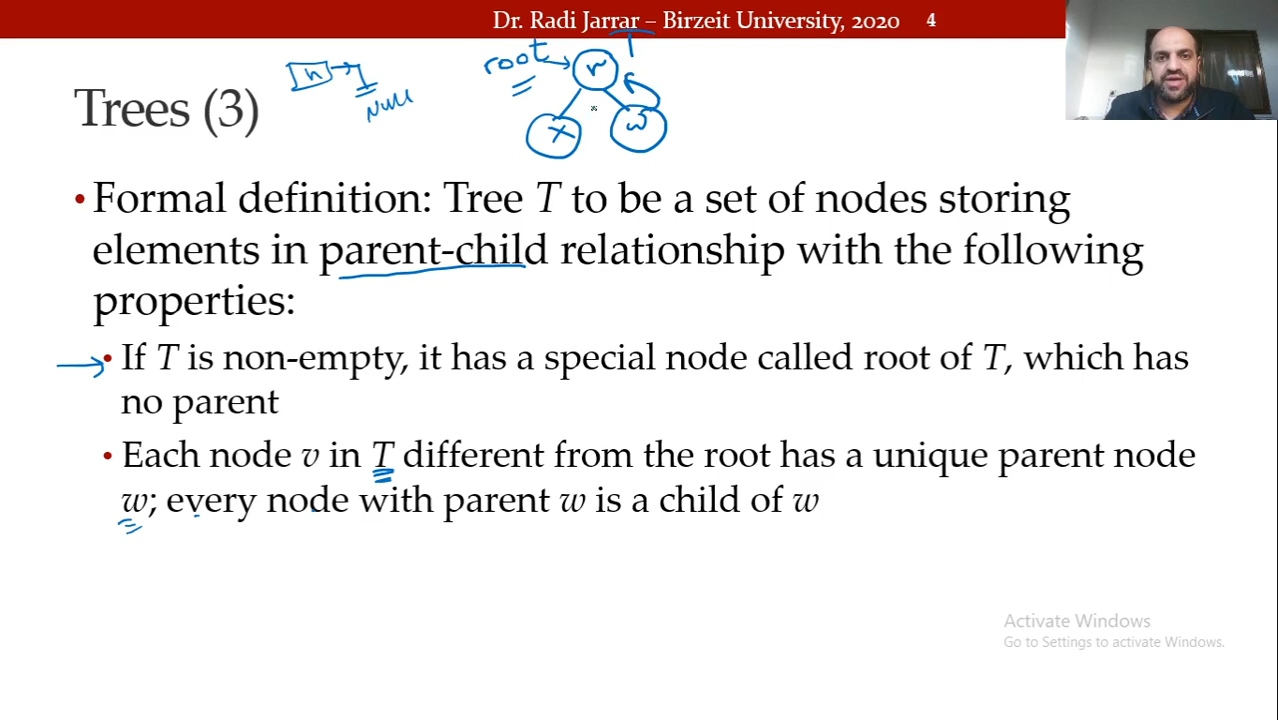 Dr. Radi Jarrar – Birzeit University, 2020 4
T
root
r
n
Null
x
w
Trees (3)
• Formal definition: Tree T to be a set of nodes storing
elements in parent-child relationship with the following
properties:
• If T is non-empty, it has a special node called root of T, which has
no parent
• Each node v in T different from the root has a unique parent node
w; every node with parent w is a child of w
Activate Windows
Go to Settings to activate Windows.